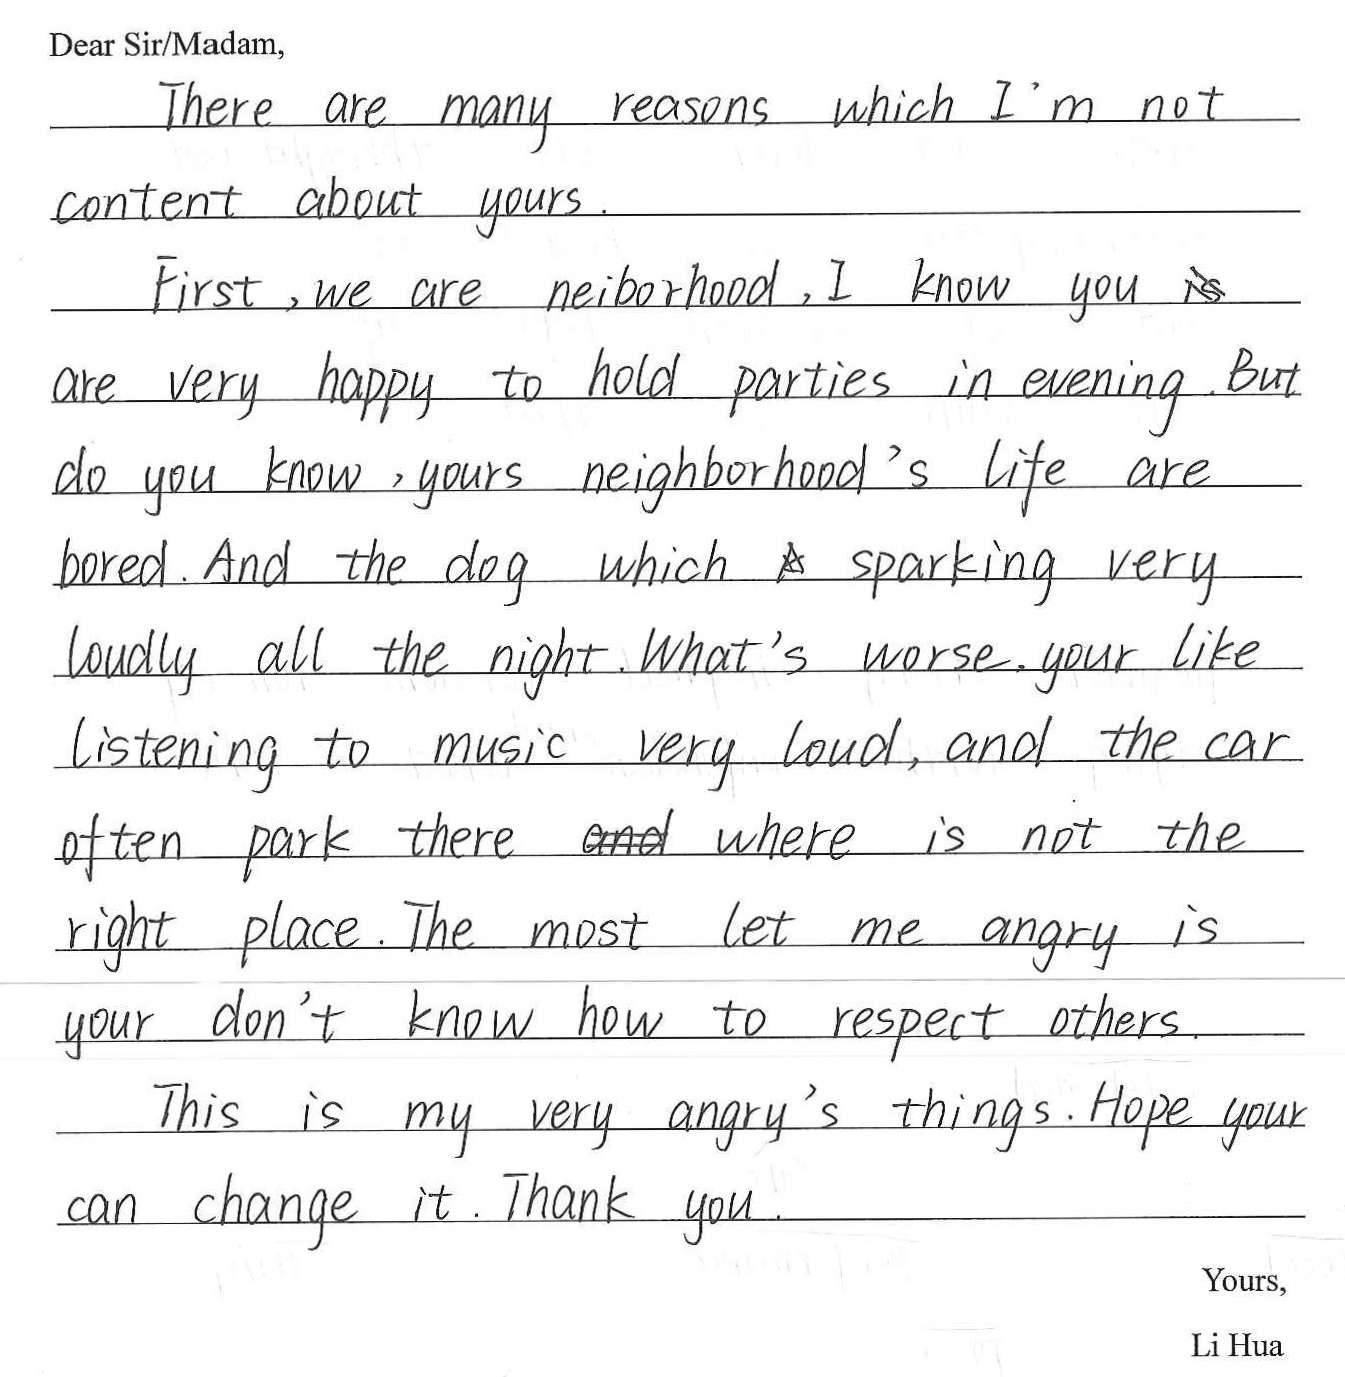 Dear Sir/Madam,
There are many reasons which I'm not
content about yours.
First, we are neiborhood, I know you is
are very happy to hold parties in evening. But
do you know, yours neighborhood's life are
bored. And the dog which sparking very
loudly all the night. What's worse. your like
listening to music very loud, and the car
often park there and where is not the
right place. The most let me angry is
your don't know how to respect others.
This is my very angry's things. Hope your
can change it. Thank you.
Yours,
Li Hua